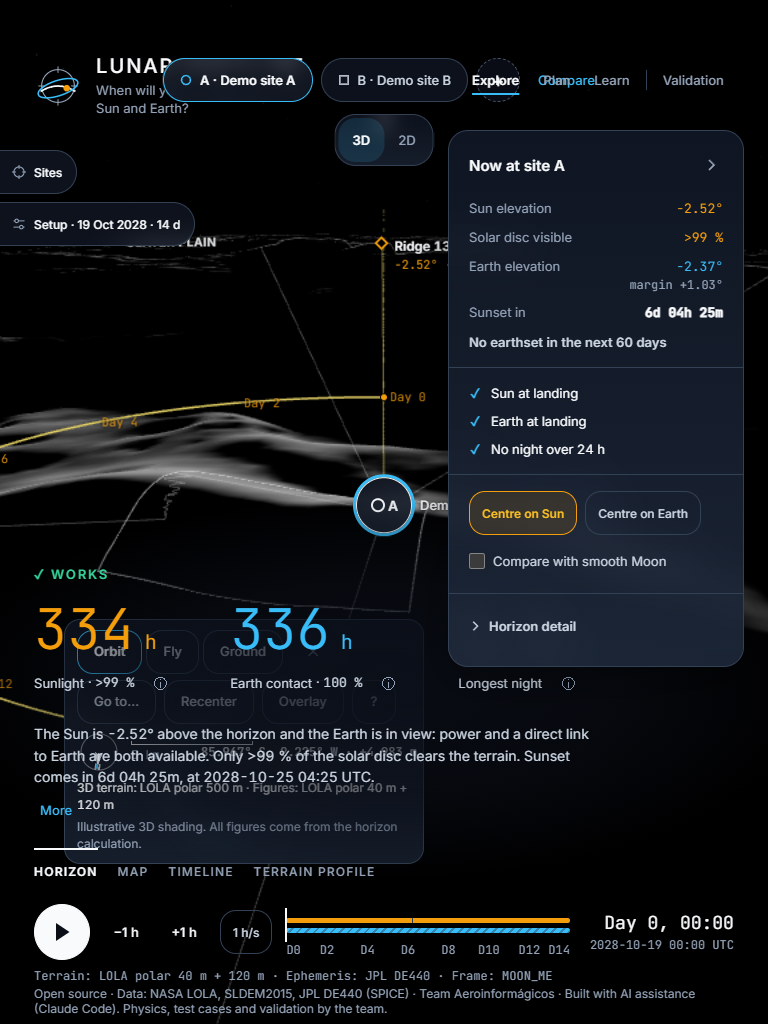 LUNAR
When will y
Sun and Earth?
A · Demo site A
B · Demo site B
Explore
Plan
Compare
Learn
Validation
3D
2D
Sites
Setup · 19 Oct 2028 · 14 d
PLAIN
Ridge 13
-2.52°
Day 0
Day 2
Day 4
6
12
A
Dem
Now at site A
Sun elevation
-2.52°
Solar disc visible
>99 %
Earth elevation
-2.37°
margin +1.03°
Sunset in
6d 04h 25m
No earthset in the next 60 days
✓ Sun at landing
✓ Earth at landing
✓ No night over 24 h
Centre on Sun
Centre on Earth
Compare with smooth Moon
Horizon detail
✓ WORKS
334 h
336 h
Orbit
Fly
Ground
Sunlight · >99 %
Earth contact · 100 %
Longest night
Go to...
Recenter
Overlay
?
The Sun is -2.52° above the horizon and the Earth is in view: power and a direct link
to Earth are both available. Only >99 % of the solar disc clears the terrain. Sunset
comes in 6d 04h 25m, at 2028-10-25 04:25 UTC.
3D terrain: LOLA polar 500 m · Figures: LOLA polar 40 m +
120 m
More
Illustrative 3D shading. All figures come from the horizon
calculation.
HORIZON
MAP
TIMELINE
TERRAIN PROFILE
−1 h
+1 h
1 h/s
D0 D2 D4 D6 D8 D10 D12 D14
Day 0, 00:00
2028-10-19 00:00 UTC
Terrain: LOLA polar 40 m + 120 m · Ephemeris: JPL DE440 · Frame: MOON_ME
Open source · Data: NASA LOLA, SLDEM2015, JPL DE440 (SPICE) · Team Aeroinformágicos · Built with AI assistance
(Claude Code). Physics, test cases and validation by the team.